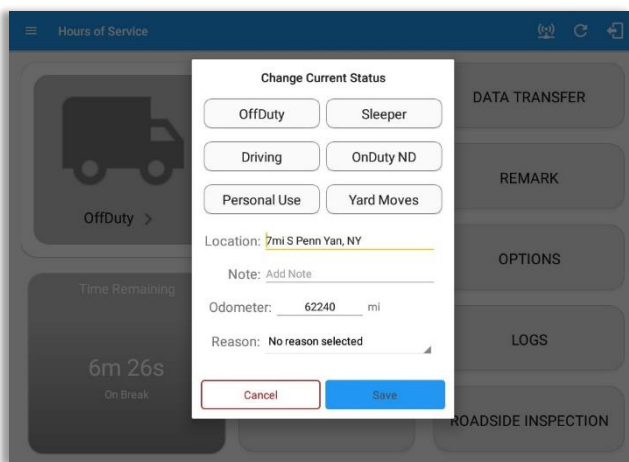 Hours of Service
Change Current Status
OffDuty
Sleeper
Driving
OnDuty ND
Personal Use
Yard Moves
Location: 7mi S Penn Yan, NY
Note: Add Note
Odometer: 62240 mi
Reason: No reason selected
Cancel
Save
OffDuty >
Time Remaining
6m 26s
On Break
DATA TRANSFER
REMARK
OPTIONS
LOGS
ROADSIDE INSPECTION